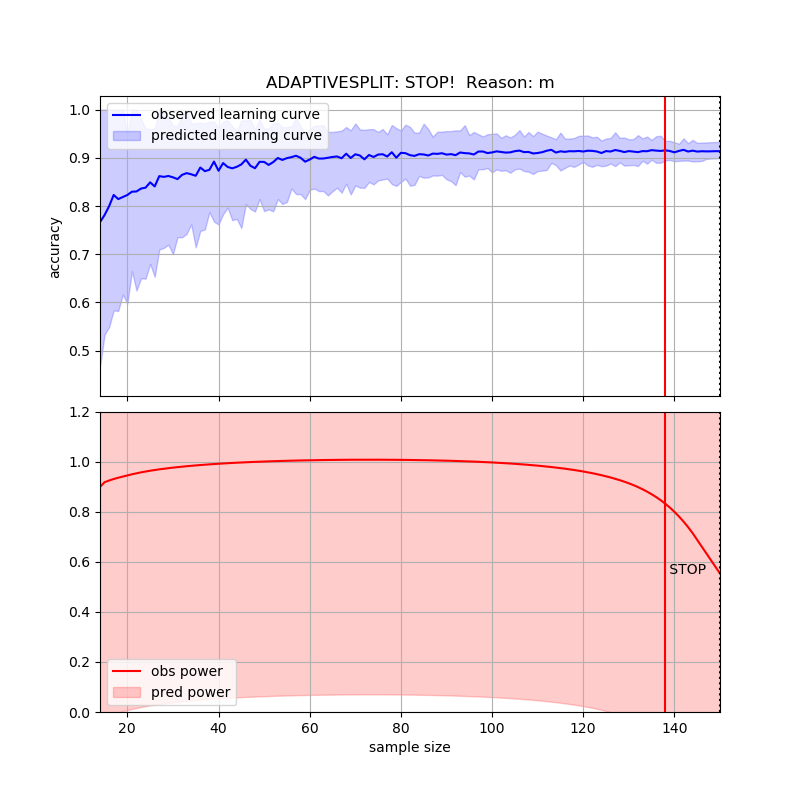 ADAPTIVESPLIT: STOP!  Reason: m
1.0
0.9
0.8
0.7
0.6
0.5
accuracy
observed learning curve
predicted learning curve
1.2
1.0
0.8
0.6
0.4
0.2
0.0
STOP
obs power
pred power
20 40 60 80 100 120 140
sample size